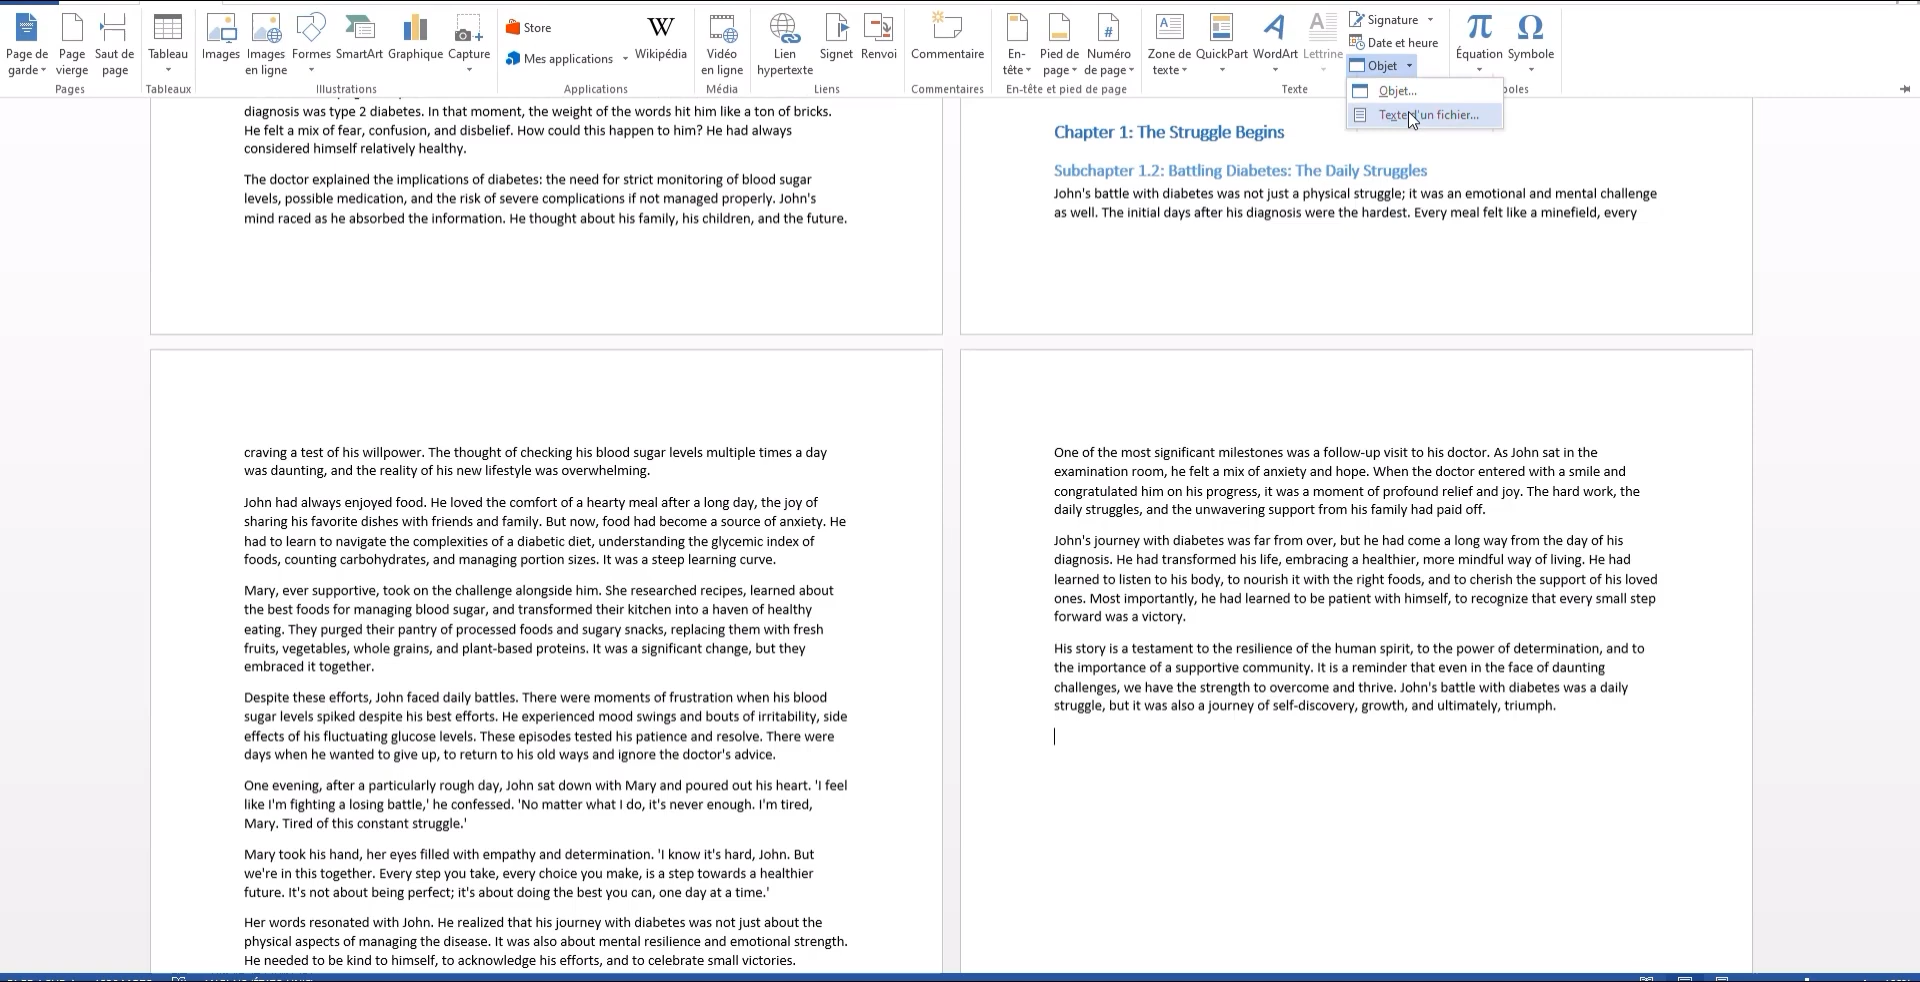 Page de garde
Page vierge
Saut de page
Pages
Tableau
Tableaux
Images
Images en ligne
Formes
SmartArt
Graphique
Capture
Illustrations
Store
Mes applications
Wikipédia
Applications
Vidéo en ligne
Média
Lien hypertexte
Signet
Renvoi
Liens
Commentaire
Commentaires
En-tête
Pied de page
Numéro de page
En-tête et pied de page
Zone de texte
QuickPart
WordArt
Lettrine
Signature
Date et heure
Objet
Texte
Équation
Symbole
Objet...
Texte d'un fichier...
diagnosis was type 2 diabetes. In that moment, the weight of the words hit him like a ton of bricks.
He felt a mix of fear, confusion, and disbelief. How could this happen to him? He had always
considered himself relatively healthy.
The doctor explained the implications of diabetes: the need for strict monitoring of blood sugar
levels, possible medication, and the risk of severe complications if not managed properly. John's
mind raced as he absorbed the information. He thought about his family, his children, and the future.
Chapter 1: The Struggle Begins
Subchapter 1.2: Battling Diabetes: The Daily Struggles
John's battle with diabetes was not just a physical struggle; it was an emotional and mental challenge
as well. The initial days after his diagnosis were the hardest. Every meal felt like a minefield, every
craving a test of his willpower. The thought of checking his blood sugar levels multiple times a day
was daunting, and the reality of his new lifestyle was overwhelming.
John had always enjoyed food. He loved the comfort of a hearty meal after a long day, the joy of
sharing his favorite dishes with friends and family. But now, food had become a source of anxiety. He
had to learn to navigate the complexities of a diabetic diet, understanding the glycemic index of
foods, counting carbohydrates, and managing portion sizes. It was a steep learning curve.
Mary, ever supportive, took on the challenge alongside him. She researched recipes, learned about
the best foods for managing blood sugar, and transformed their kitchen into a haven of healthy
eating. They purged their pantry of processed foods and sugary snacks, replacing them with fresh
fruits, vegetables, whole grains, and plant-based proteins. It was a significant change, but they
embraced it together.
Despite these efforts, John faced daily battles. There were moments of frustration when his blood
sugar levels spiked despite his best efforts. He experienced mood swings and bouts of irritability, side
effects of his fluctuating glucose levels. These episodes tested his patience and resolve. There were
days when he wanted to give up, to return to his old ways and ignore the doctor's advice.
One evening, after a particularly rough day, John sat down with Mary and poured out his heart. 'I feel
like I'm fighting a losing battle,' he confessed. 'No matter what I do, it's never enough. I'm tired,
Mary. Tired of this constant struggle.'
Mary took his hand, her eyes filled with empathy and determination. 'I know it's hard, John. But
we're in this together. Every step you take, every choice you make, is a step towards a healthier
future. It's not about being perfect; it's about doing the best you can, one day at a time.'
Her words resonated with John. He realized that his journey with diabetes was not just about the
physical aspects of managing the disease. It was also about mental resilience and emotional strength.
He needed to be kind to himself, to acknowledge his efforts, and to celebrate small victories.
One of the most significant milestones was a follow-up visit to his doctor. As John sat in the
examination room, he felt a mix of anxiety and hope. When the doctor entered with a smile and
congratulated him on his progress, it was a moment of profound relief and joy. The hard work, the
daily struggles, and the unwavering support from his family had paid off.
John's journey with diabetes was far from over, but he had come a long way from the day of his
diagnosis. He had transformed his life, embracing a healthier, more mindful way of living. He had
learned to listen to his body, to nourish it with the right foods, and to cherish the support of his loved
ones. Most importantly, he had learned to be patient with himself, to recognize that every small step
forward was a victory.
His story is a testament to the resilience of the human spirit, to the power of determination, and to
the importance of a supportive community. It is a reminder that even in the face of daunting
challenges, we have the strength to overcome and thrive. John's battle with diabetes was a daily
struggle, but it was also a journey of self-discovery, growth, and ultimately, triumph.